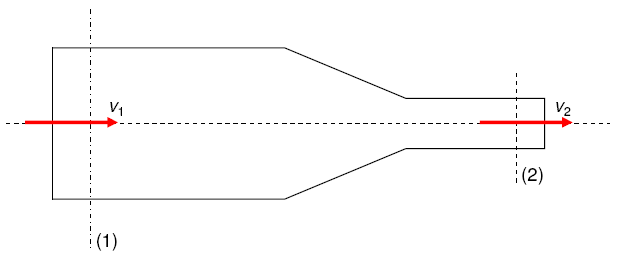 v₁
v₂
(2)
(1)